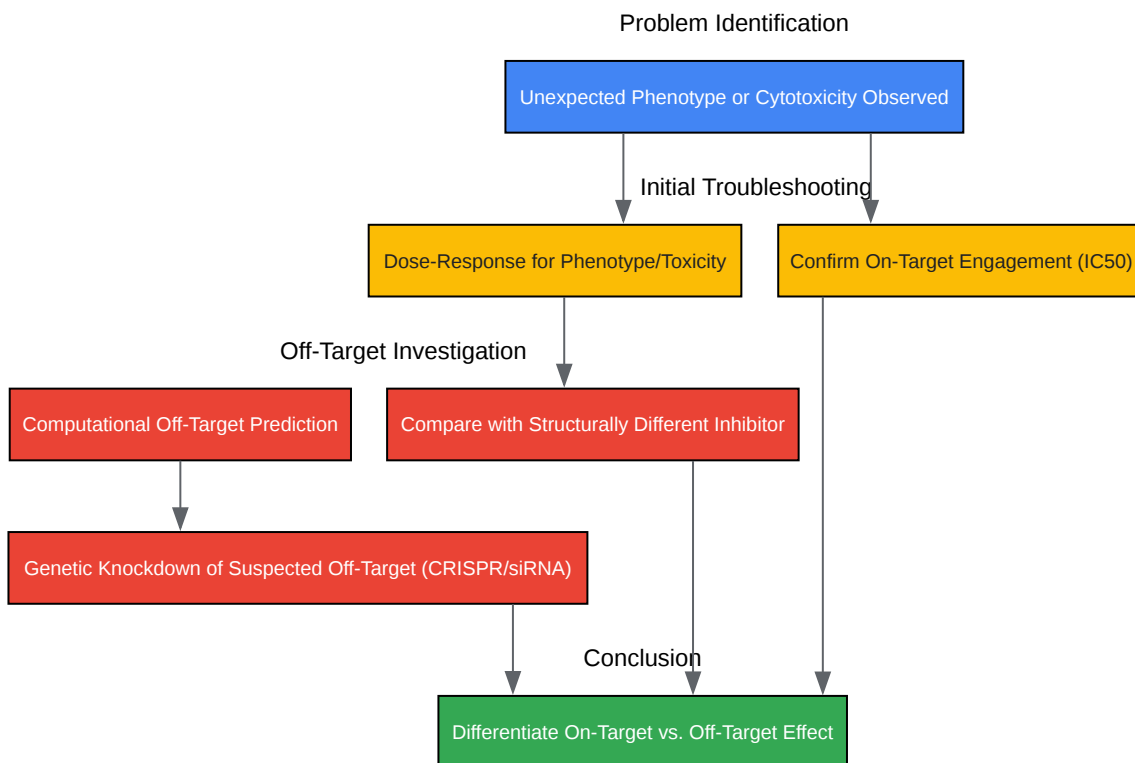 Problem Identification
Unexpected Phenotype or Cytotoxicity Observed
Initial Troubleshooting
Dose-Response for Phenotype/Toxicity
Confirm On-Target Engagement (IC50)
Off-Target Investigation
Computational Off-Target Prediction
Compare with Structurally Different Inhibitor
Genetic Knockdown of Suspected Off-Target (CRISPR/siRNA)
Conclusion
Differentiate On-Target vs. Off-Target Effect